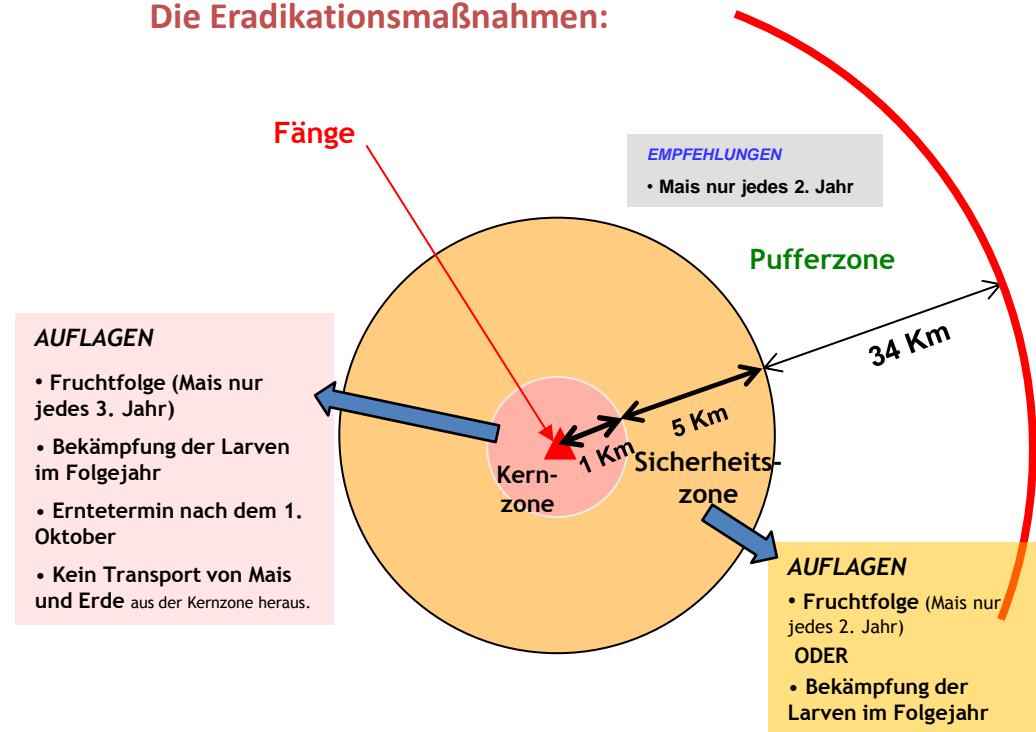 Die Eradikationsmaßnahmen:
Fänge
EMPFEHLUNGEN
• Mais nur jedes 2. Jahr
Pufferzone
34 Km
5 Km
1 Km
Kern-
zone
Sicherheits-
zone
AUFLAGEN
• Fruchtfolge (Mais nur
jedes 3. Jahr)
• Bekämpfung der Larven
im Folgejahr
• Erntetermin nach dem 1.
Oktober
• Kein Transport von Mais
und Erde aus der Kernzone heraus.
AUFLAGEN
• Fruchtfolge (Mais nur
jedes 2. Jahr)
ODER
• Bekämpfung der
Larven im Folgejahr